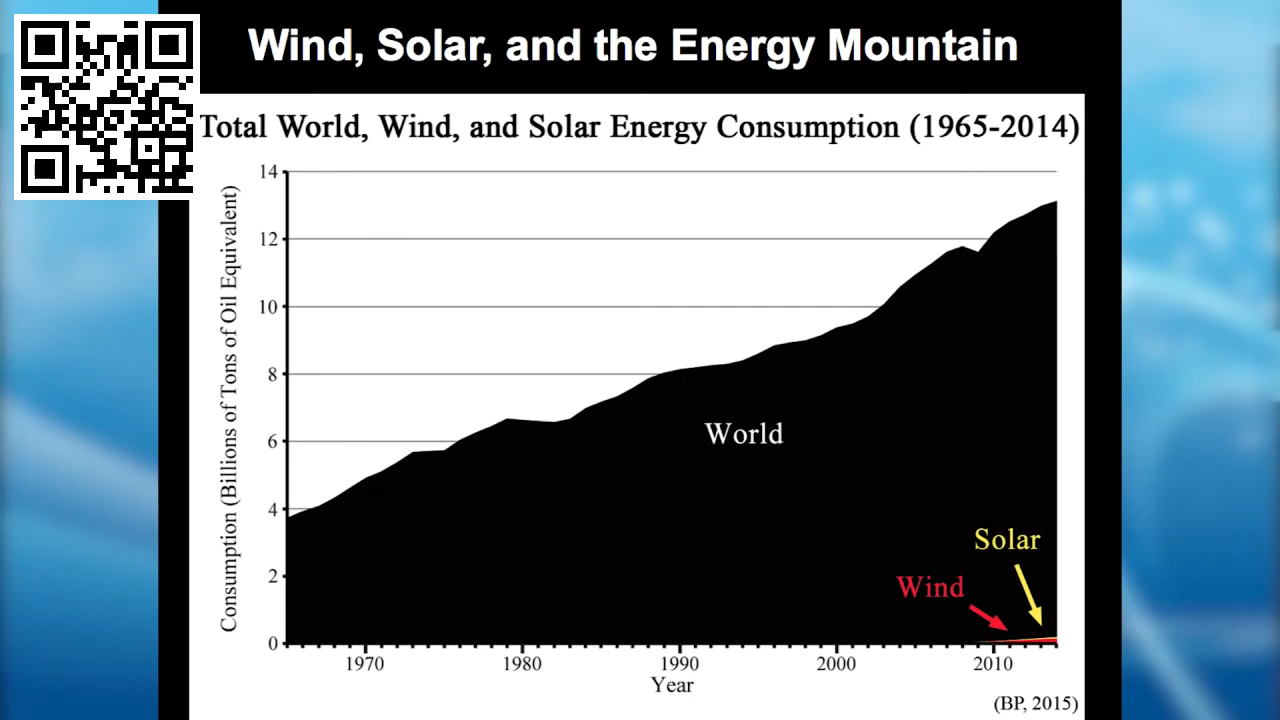 Wind, Solar, and the Energy Mountain
Total World, Wind, and Solar Energy Consumption (1965-2014)
Consumption (Billions of Tons of Oil Equivalent)
14
12
10
8
6
4
2
0
World
Solar
Wind
1970
1980
1990
2000
2010
Year
(BP, 2015)